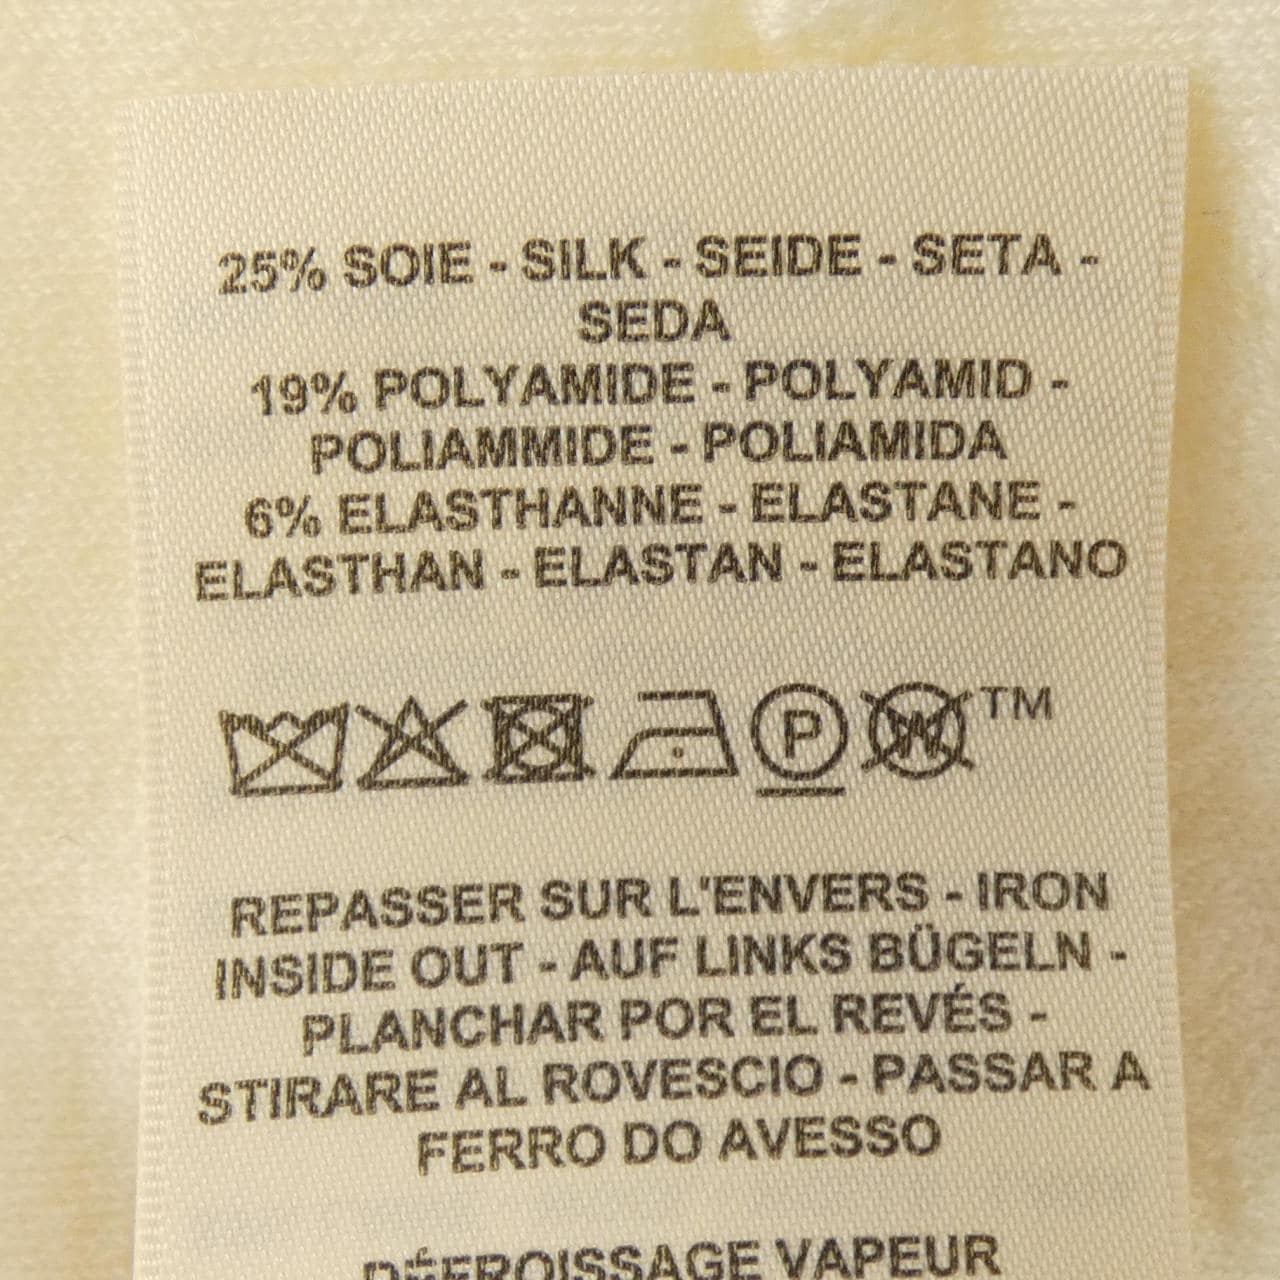 25% SOIE - SILK - SEIDE - SETA -
SEDA
19% POLYAMIDE - POLYAMID -
POLIAMMIDE - POLIAMIDA
6% ELASTHANNE - ELASTANE -
ELASTHAN - ELASTAN - ELASTANO
P W TM
REPASSER SUR L'ENVERS - IRON
INSIDE OUT - AUF LINKS BÜGELN -
PLANCHAR POR EL REVÉS -
STIRARE AL ROVESCIO - PASSAR A
FERRO DO AVESSO
DÉFROISSAGE VAPEUR